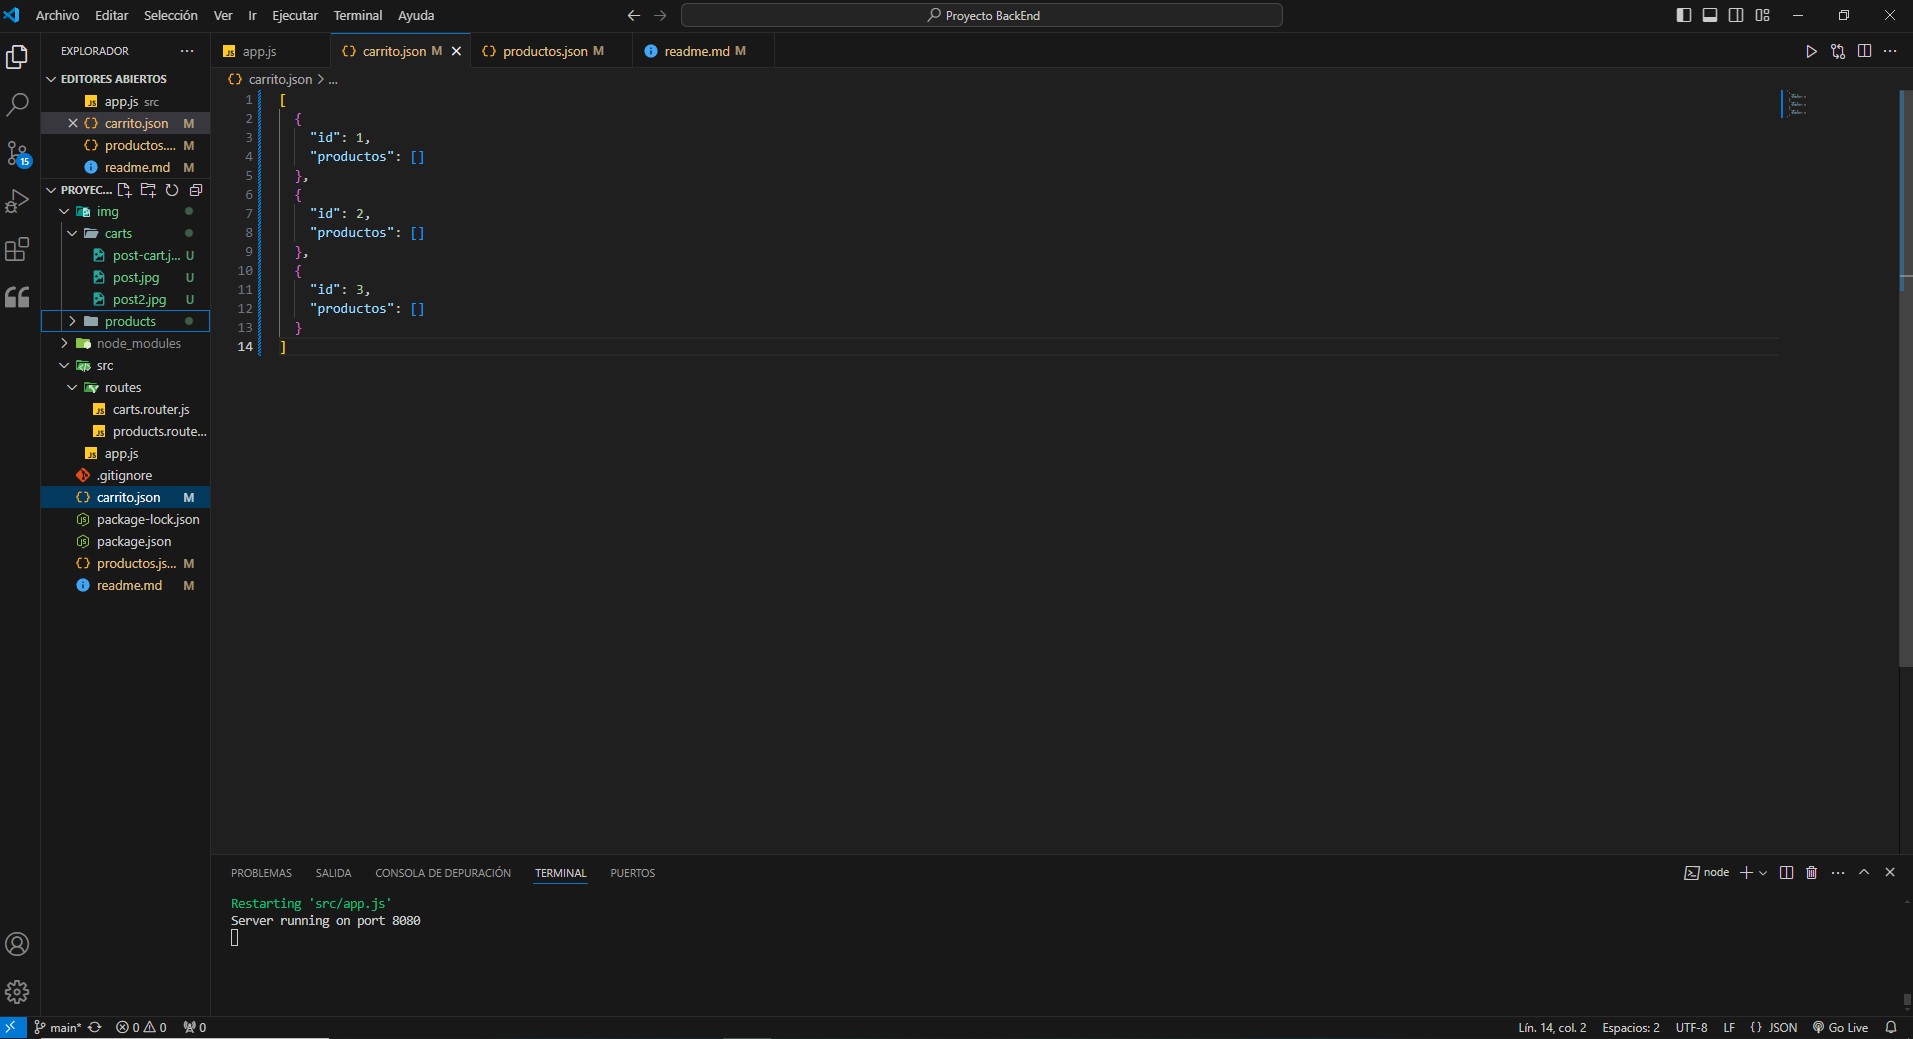 Archivo Editar Selección Ver Ir Ejecutar Terminal Ayuda
Proyecto BackEnd
EXPLORADOR
EDITORES ABIERTOS
JS app.js src
carrito.json M
productos.... M
readme.md M
PROYEC...
img
carts
post-cart.j... U
post.jpg U
post2.jpg U
products
node_modules
src
routes
JS carts.router.js
JS products.route...
JS app.js
.gitignore
carrito.json M
package-lock.json
package.json
productos.js... M
readme.md M
15
JS app.js
carrito.json M
productos.json M
readme.md M
carrito.json > ...
1 [
2 {
3 "id": 1,
4 "productos": []
5 },
6 {
7 "id": 2,
8 "productos": []
9 },
10 {
11 "id": 3,
12 "productos": []
13 }
14 ]
PROBLEMAS SALIDA CONSOLA DE DEPURACIÓN TERMINAL PUERTOS
node
Restarting 'src/app.js'
Server running on port 8080
main* 0 0 0
Lín. 14, col. 2 Espacios: 2 UTF-8 LF {} JSON Go Live